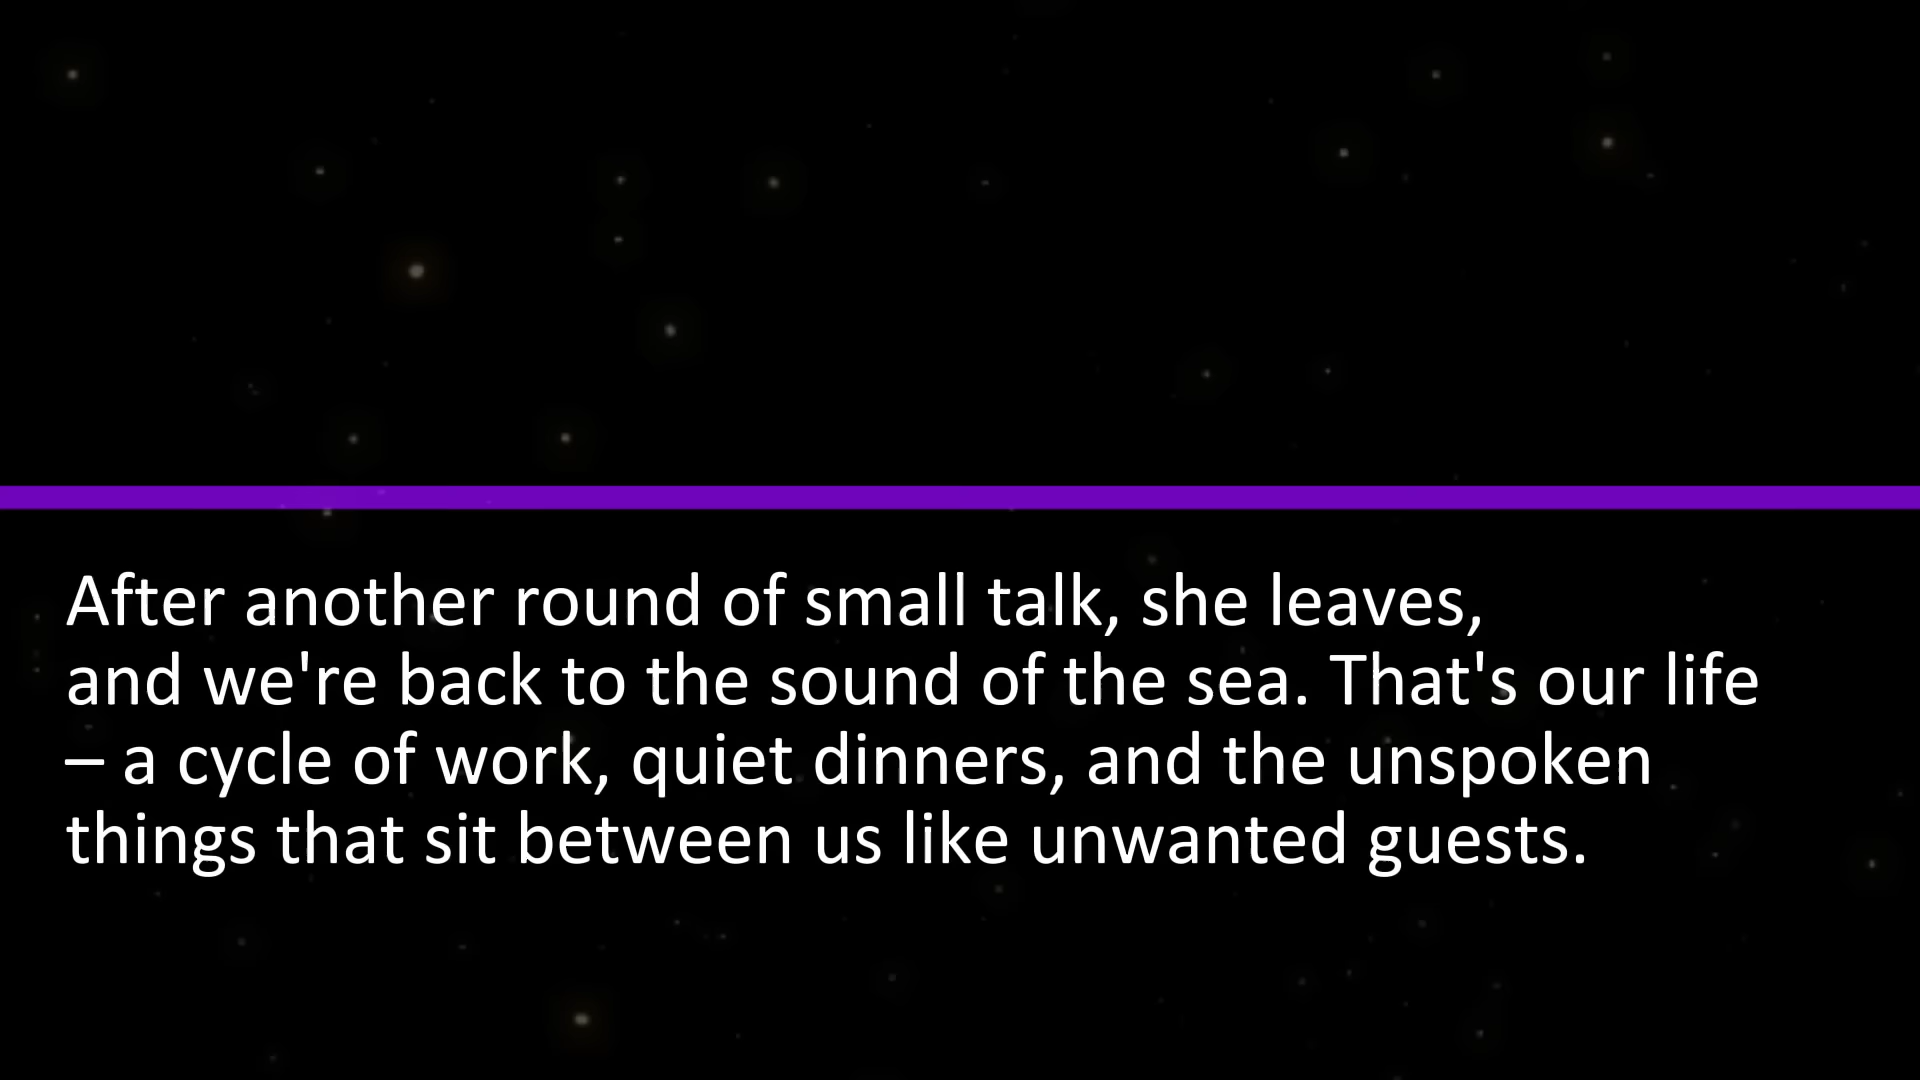 After another round of small talk, she leaves,
and we're back to the sound of the sea. That's our life
– a cycle of work, quiet dinners, and the unspoken
things that sit between us like unwanted guests.